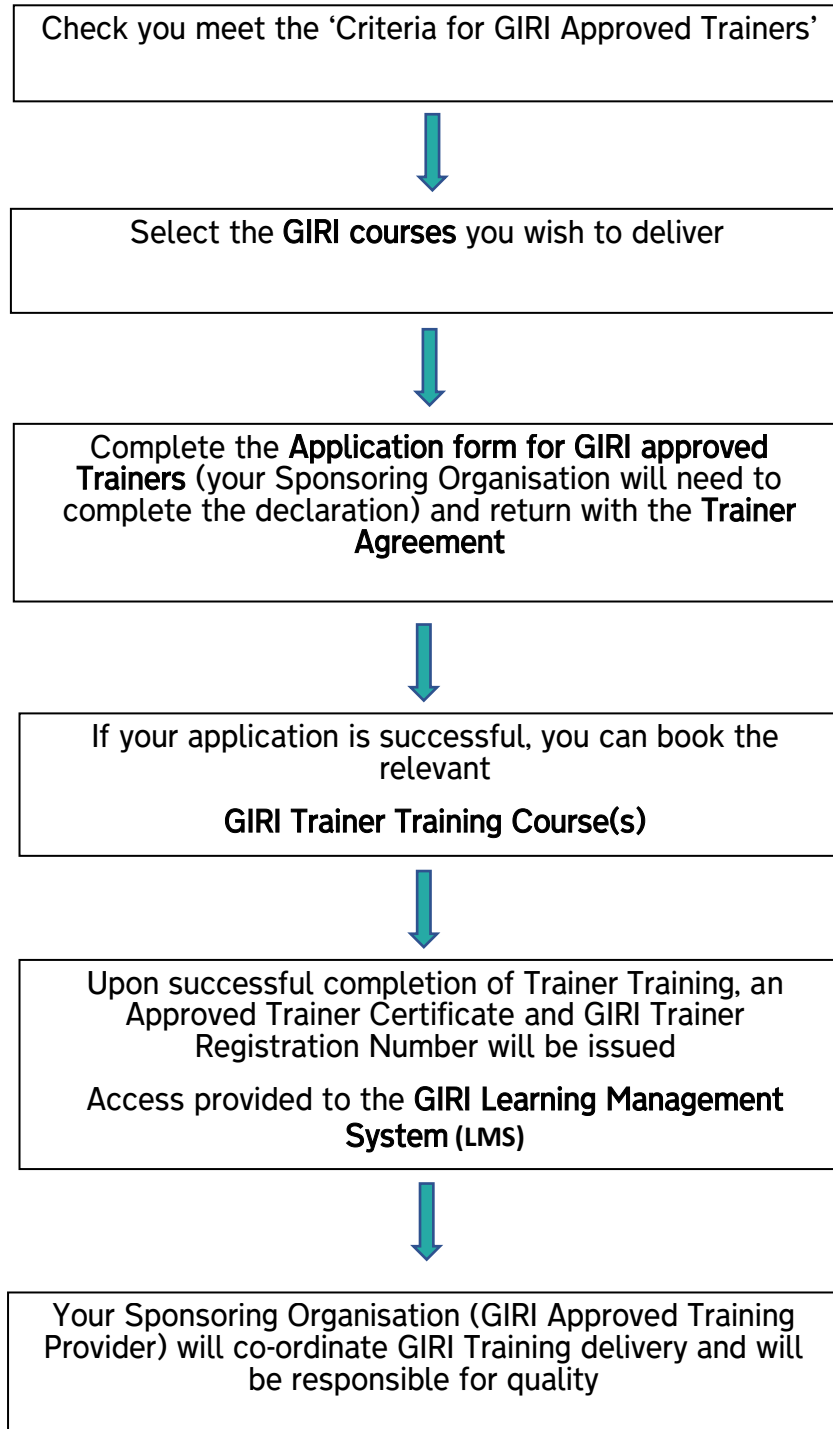 Check you meet the ‘Criteria for GIRI Approved Trainers’
Select the GIRI courses you wish to deliver
Complete the Application form for GIRI approved
Trainers (your Sponsoring Organisation will need to
complete the declaration) and return with the Trainer
Agreement
If your application is successful, you can book the
relevant
GIRI Trainer Training Course(s)
Upon successful completion of Trainer Training, an
Approved Trainer Certificate and GIRI Trainer
Registration Number will be issued
Access provided to the GIRI Learning Management
System (LMS)
Your Sponsoring Organisation (GIRI Approved Training
Provider) will co-ordinate GIRI Training delivery and will
be responsible for quality